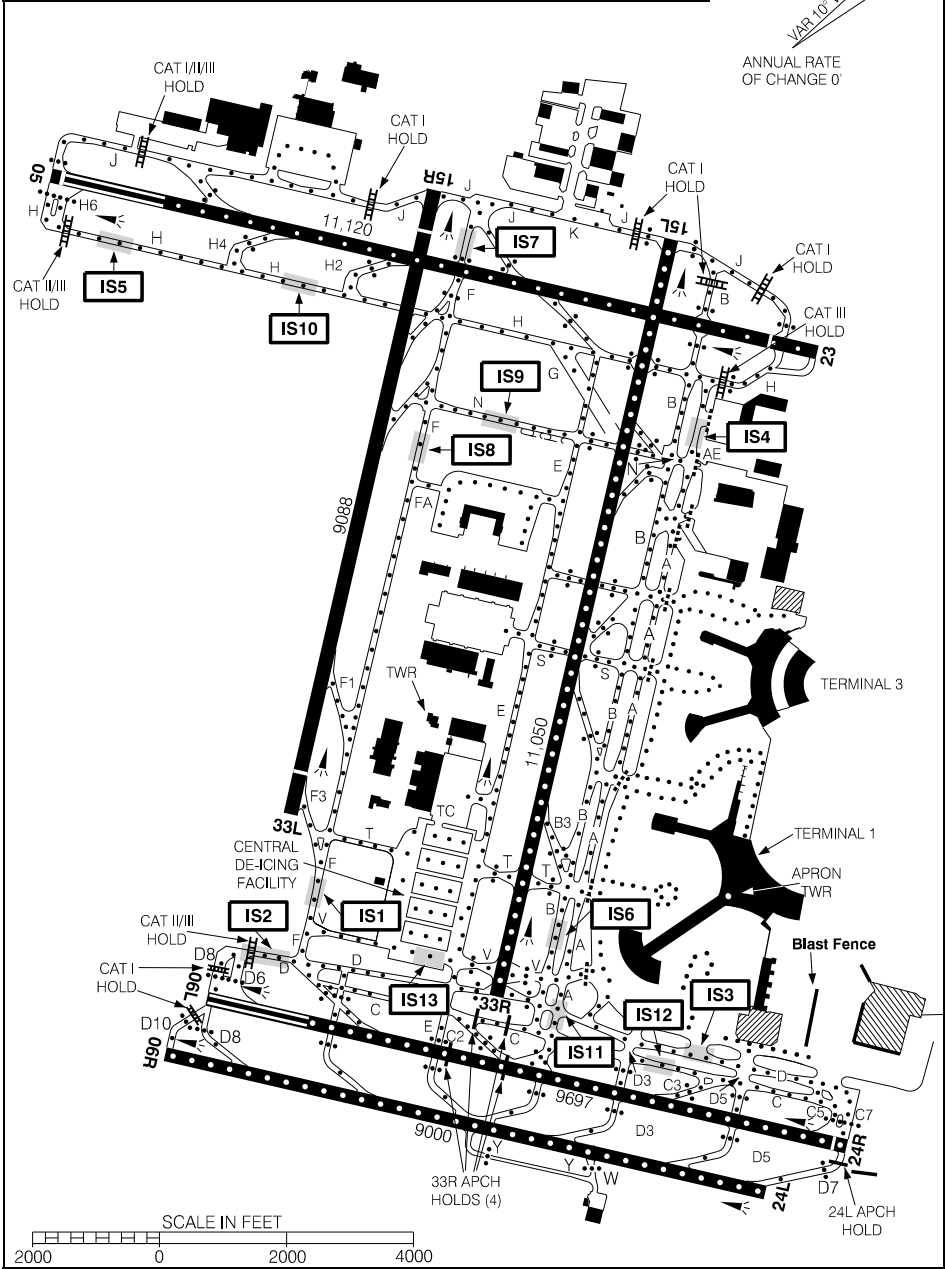 VAR 10° W
ANNUAL RATE
OF CHANGE 0'
CAT I/II/III
HOLD
CAT I
HOLD
CAT I
HOLD
CAT I
HOLD
CAT III
HOLD
05
J
15R
J
J
J
K
J
15L
J
B
H6
H
11,120
IS7
H
H4
H2
H
F
CAT II/III
HOLD
IS5
IS10
H
23
H
G
IS9
N
B
IS4
F
IS8
E
N
AE
FA
9088
B
A
A
S
S
F1
TWR
TERMINAL 3
E
B
A
11,050
F3
33L
TC
B3
B
A
TERMINAL 1
T
CENTRAL
DE-ICING
FACILITY
F
T
T
APRON
TWR
IS1
V
B
IS6
CAT II/III
HOLD
IS2
F
A
Blast Fence
D8
D
D
V
V
CAT I
HOLD
D6
06L
IS13
33R
A
IS12
IS3
C
E
C2
C
IS11
D10
D8
D3
C3
D5
D
C
C5
C7
06R
9697
24R
9000
D3
D5
Y
Y
W
24L
D7
33R APCH
HOLDS (4)
24L APCH
HOLD
SCALE IN FEET
2000
0
2000
4000